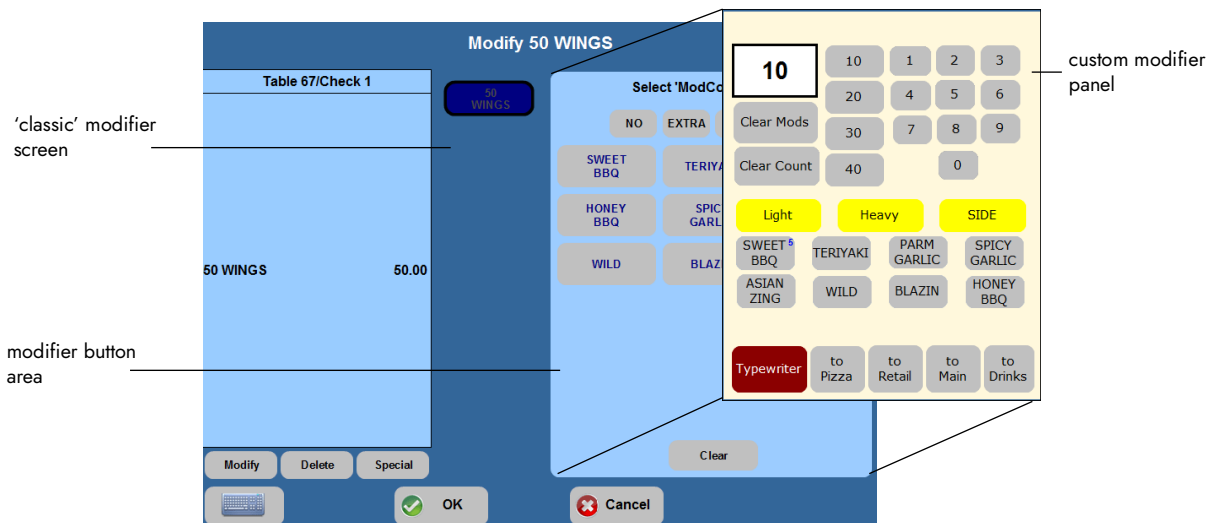 Modify 50 WINGS
Table 67/Check 1
50
WINGS
Select 'ModCo
NO EXTRA
SWEET
BBQ
TERIYA
HONEY
BBQ
SPIC
GARL
WILD
BLAZ
50 WINGS 50.00
Clear
Modify Delete Special
OK
Cancel
10
10 1 2 3
20 4 5 6
30 7 8 9
40 0
Clear Mods
Clear Count
Light Heavy SIDE
SWEET 5
BBQ
TERIYAKI
PARM
GARLIC
SPICY
GARLIC
ASIAN
ZING
WILD
BLAZIN
HONEY
BBQ
Typewriter
to
Pizza
to
Retail
to
Main
to
Drinks
custom modifier
panel
‘classic’ modifier
screen
modifier button
area